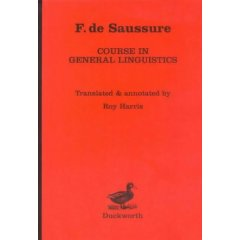 F. de Saussure
COURSE IN
GENERAL LINGUISTICS
Translated & annotated by
Roy Harris
Duckworth